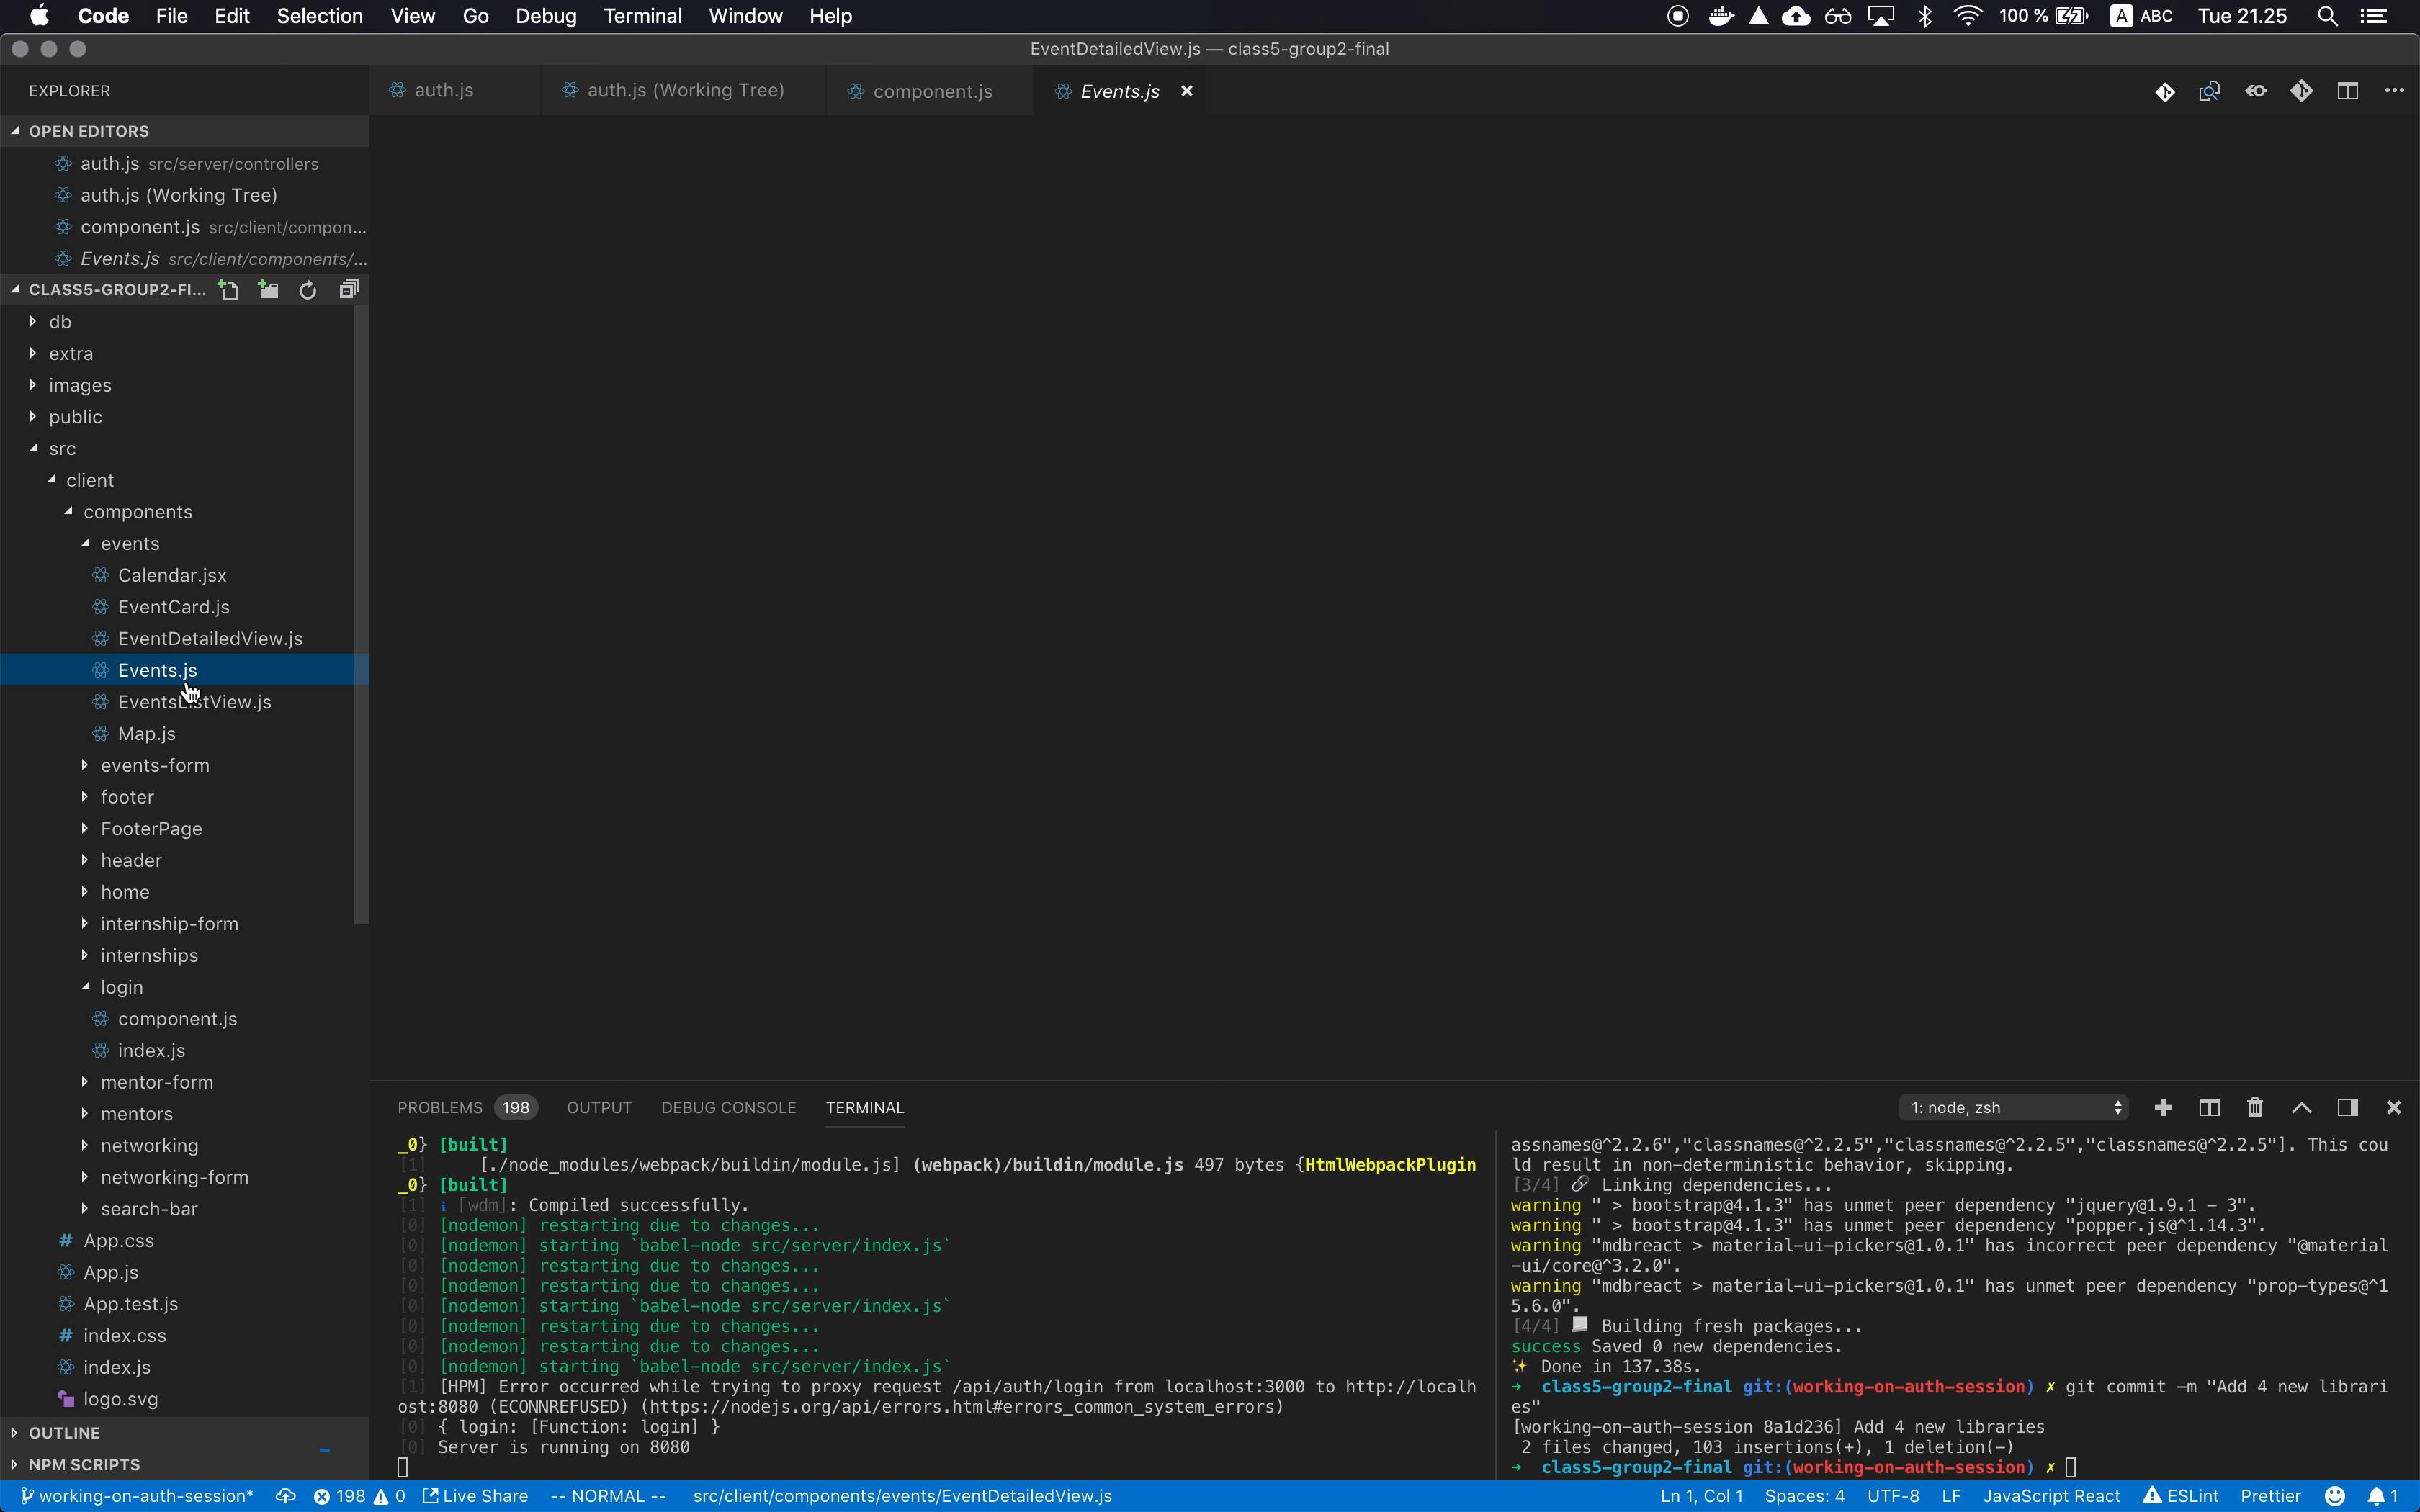 Code File Edit Selection View Go Debug Terminal Window Help 100 % A ABC Tue 21.25
EventDetailedView.js — class5-group2-final
EXPLORER
auth.js auth.js (Working Tree) component.js Events.js
OPEN EDITORS
auth.js src/server/controllers
auth.js (Working Tree)
component.js src/client/compon...
Events.js src/client/components/...
CLASS5-GROUP2-FI...
db
extra
images
public
src
client
components
events
Calendar.jsx
EventCard.js
EventDetailedView.js
Events.js
EventsListView.js
Map.js
events-form
footer
FooterPage
header
home
internship-form
internships
login
component.js
index.js
mentor-form
mentors
networking
networking-form
search-bar
App.css
App.js
App.test.js
index.css
index.js
logo.svg
OUTLINE
NPM SCRIPTS
PROBLEMS 198 OUTPUT DEBUG CONSOLE TERMINAL 1: node, zsh
_0} [built]
[1] [./node_modules/webpack/buildin/module.js] (webpack)/buildin/module.js 497 bytes {HtmlWebpackPlugin
_0} [built]
[1] ℹ ｢wdm｣: Compiled successfully.
[0] [nodemon] restarting due to changes...
[0] [nodemon] starting `babel-node src/server/index.js`
[0] [nodemon] restarting due to changes...
[0] [nodemon] restarting due to changes...
[0] [nodemon] starting `babel-node src/server/index.js`
[0] [nodemon] restarting due to changes...
[0] [nodemon] restarting due to changes...
[0] [nodemon] starting `babel-node src/server/index.js`
[1] [HPM] Error occurred while trying to proxy request /api/auth/login from localhost:3000 to http://localh
ost:8080 (ECONNREFUSED) (https://nodejs.org/api/errors.html#errors_common_system_errors)
[0] { login: [Function: login] }
[0] Server is running on 8080
assnames@^2.2.6","classnames@^2.2.5","classnames@^2.2.5","classnames@^2.2.5"]. This cou
ld result in non-deterministic behavior, skipping.
[3/4] 🔗 Linking dependencies...
warning " > bootstrap@4.1.3" has unmet peer dependency "jquery@1.9.1 - 3".
warning " > bootstrap@4.1.3" has unmet peer dependency "popper.js@^1.14.3".
warning "mdbreact > material-ui-pickers@1.0.1" has incorrect peer dependency "@material
-ui/core@^3.2.0".
warning "mdbreact > material-ui-pickers@1.0.1" has unmet peer dependency "prop-types@^1
5.6.0".
[4/4] 📃 Building fresh packages...
success Saved 0 new dependencies.
✨ Done in 137.38s.
➜ class5-group2-final git:(working-on-auth-session) ✗ git commit -m "Add 4 new librari
es"
[working-on-auth-session 8a1d236] Add 4 new libraries
2 files changed, 103 insertions(+), 1 deletion(-)
➜ class5-group2-final git:(working-on-auth-session) ✗
working-on-auth-session* 198 0 Live Share -- NORMAL -- src/client/components/events/EventDetailedView.js Ln 1, Col 1 Spaces: 4 UTF-8 LF JavaScript React ESLint Prettier 1